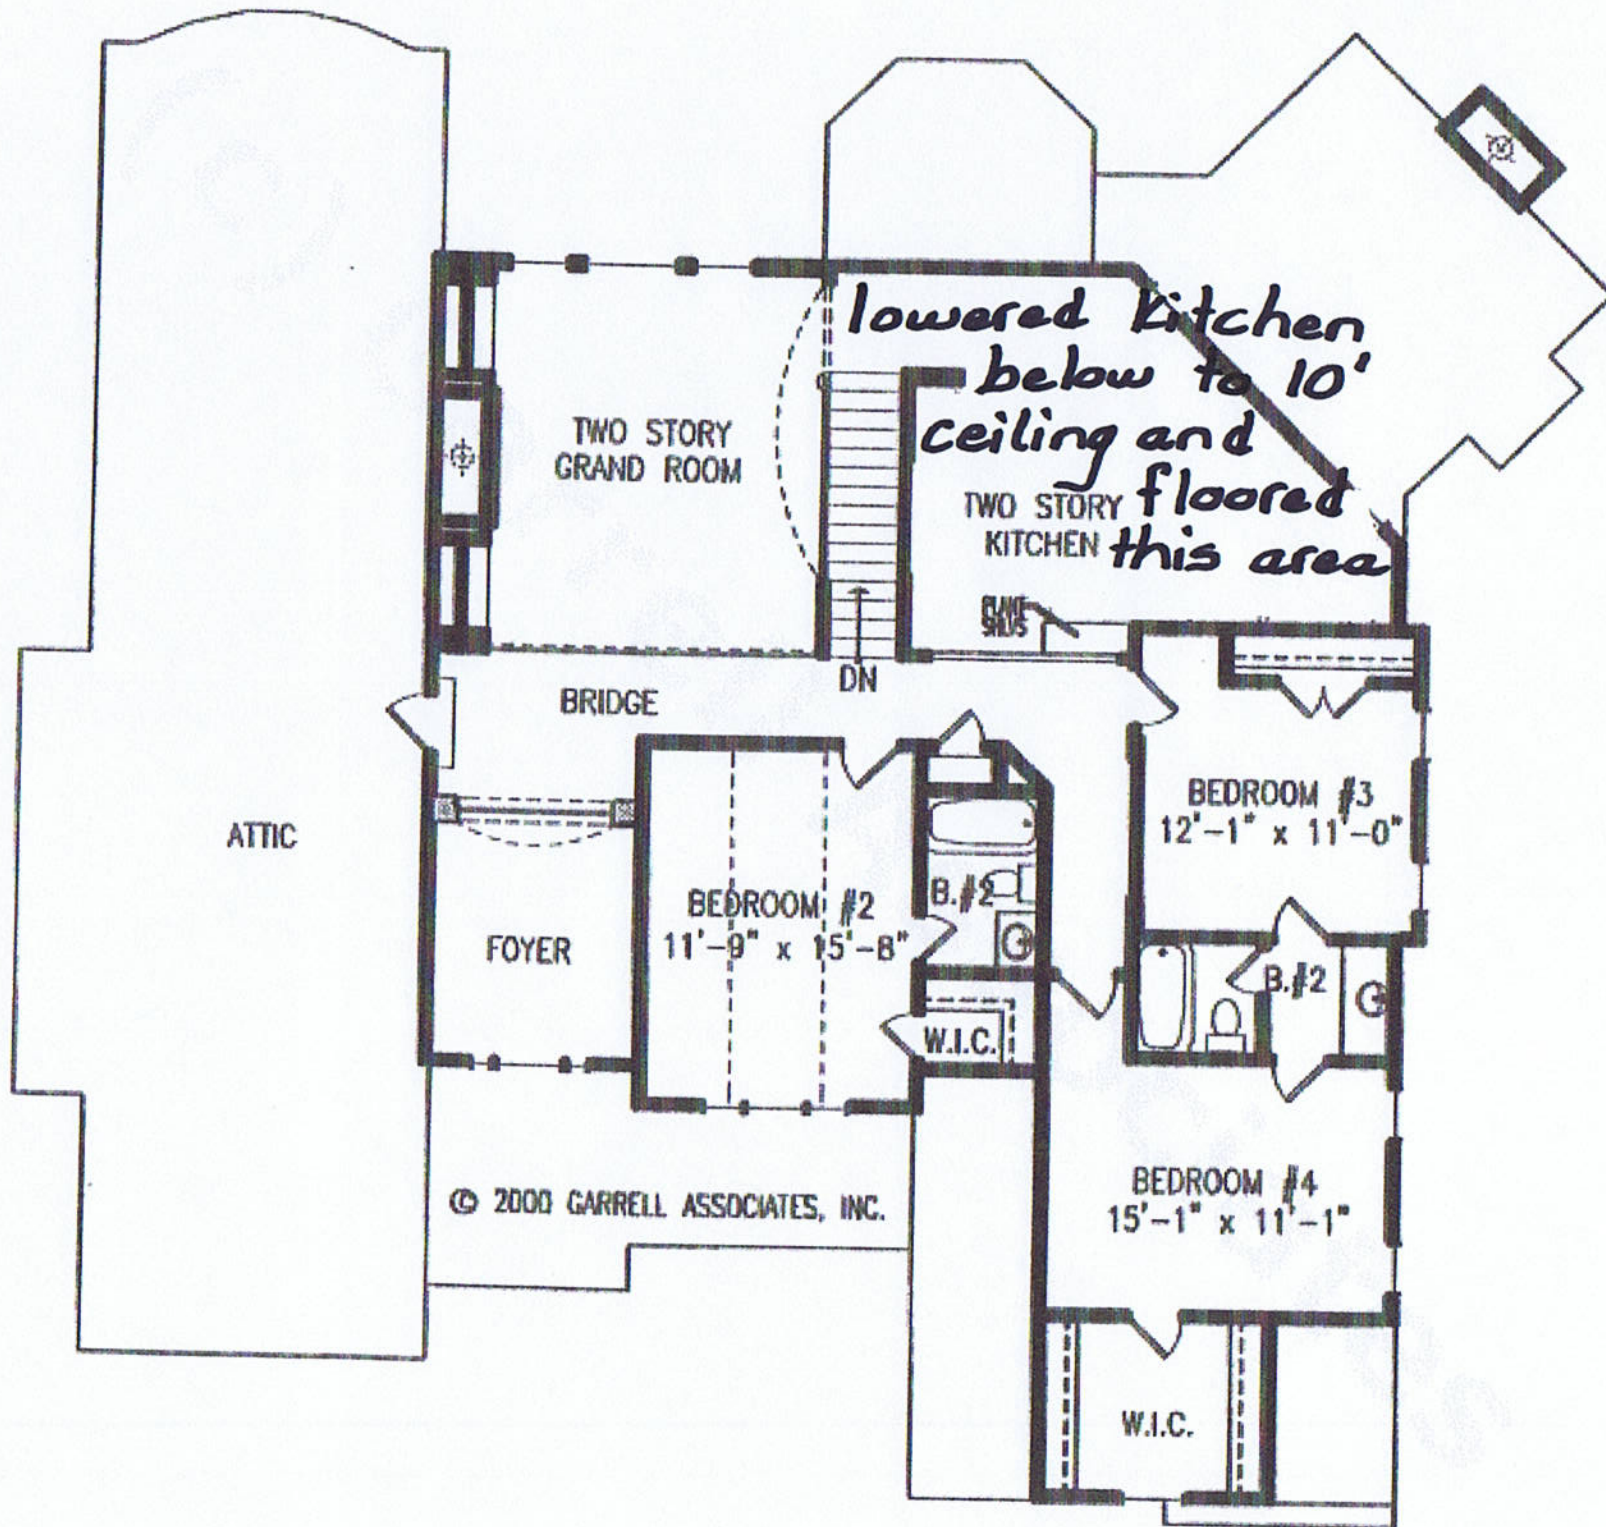 lowered kitchen
below to 10'
ceiling and
floored
this area
TWO STORY
GRAND ROOM
TWO STORY
KITCHEN
PLANT
SHLVS
DN
BRIDGE
ATTIC
FOYER
BEDROOM #2
11'-9" x 15'-8"
B.#2
W.I.C.
BEDROOM #3
12'-1" x 11'-0"
B.#2
BEDROOM #4
15'-1" x 11'-1"
W.I.C.
© 2000 GARRELL ASSOCIATES, INC.